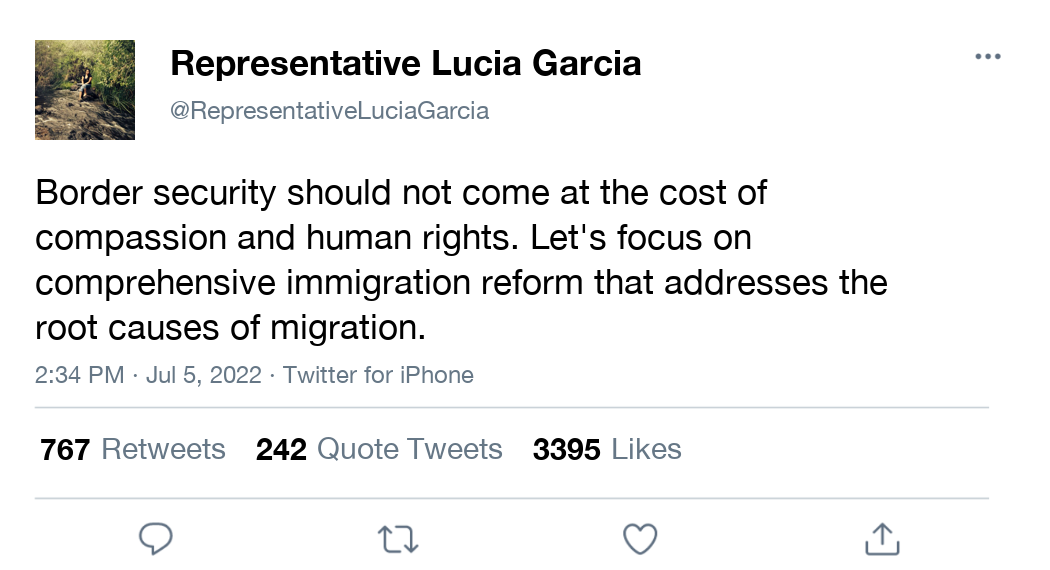 Representative Lucia Garcia
@RepresentativeLuciaGarcia
Border security should not come at the cost of
compassion and human rights. Let's focus on
comprehensive immigration reform that addresses the
root causes of migration.
2:34 PM · Jul 5, 2022 · Twitter for iPhone
767 Retweets 242 Quote Tweets 3395 Likes